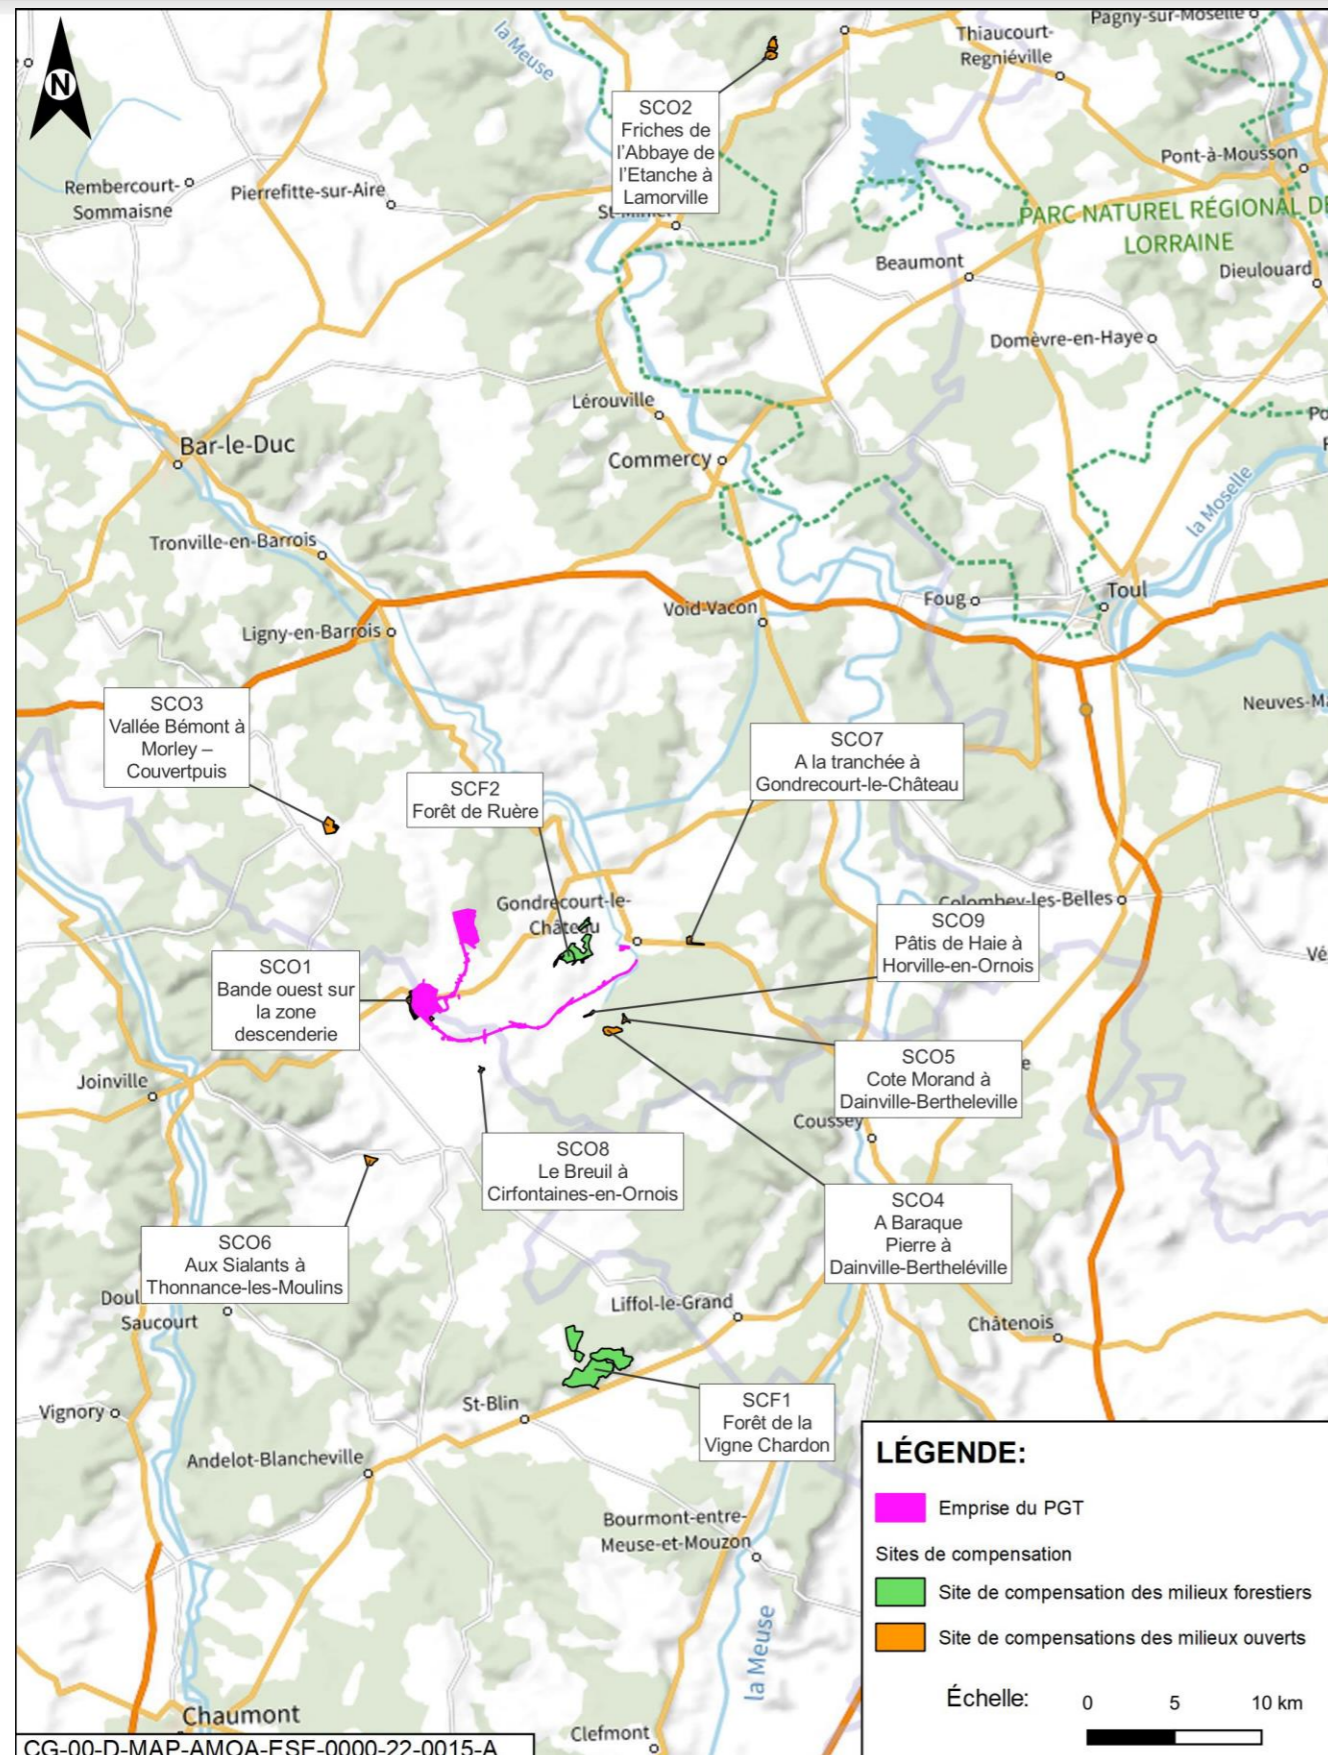 Pagny-sur-Moselle
la Meuse
Thiaucourt-
Regniéville
N
SCO2
Friches de
l'Abbaye de
l'Etanche à
Lamorville
Pont-à-Mousson
Rembercourt-
Sommaisne
Pierrefitte-sur-Aire
PARC NATUREL RÉGIONAL DE
LORRAINE
Beaumont
Dieulouard
Domèvre-en-Haye
Lérouville
Bar-le-Duc
Commercy
la Moselle
Tronville-en-Barrois
Toul
Foug
Void-Vacon
Ligny-en-Barrois
SCO3
Vallée Bémont à
Morley –
Couvertpuis
Neuves-Ma
SCO7
A la tranchée à
Gondrecourt-le-Château
SCF2
Forêt de Ruère
Gondrecourt-le-
Château
Colombey-les-Belles
SCO9
Pâtis de Haie à
Horville-en-Ornois
Vé
SCO1
Bande ouest sur
la zone
descenderie
SCO5
Cote Morand à
Dainville-Bertheleville
e
Joinville
Coussey
SCO8
Le Breuil à
Cirfontaines-en-Ornois
SCO4
A Baraque
Pierre à
Dainville-Bertheléville
SCO6
Aux Sialants à
Thonnance-les-Moulins
Doul
Saucourt
Liffol-le-Grand
Châtenois
SCF1
Forêt de la
Vigne Chardon
St-Blin
Vignory
Andelot-Blancheville
Bourmont-entre-
Meuse-et-Mouzon
la Meuse
LÉGENDE:
Emprise du PGT
Sites de compensation
Site de compensation des milieux forestiers
Site de compensations des milieux ouverts
Échelle:
0 5 10 km
Chaumont
Clefmont
CG-00-D-MAP-AMOA-ESE-0000-22-0015-A